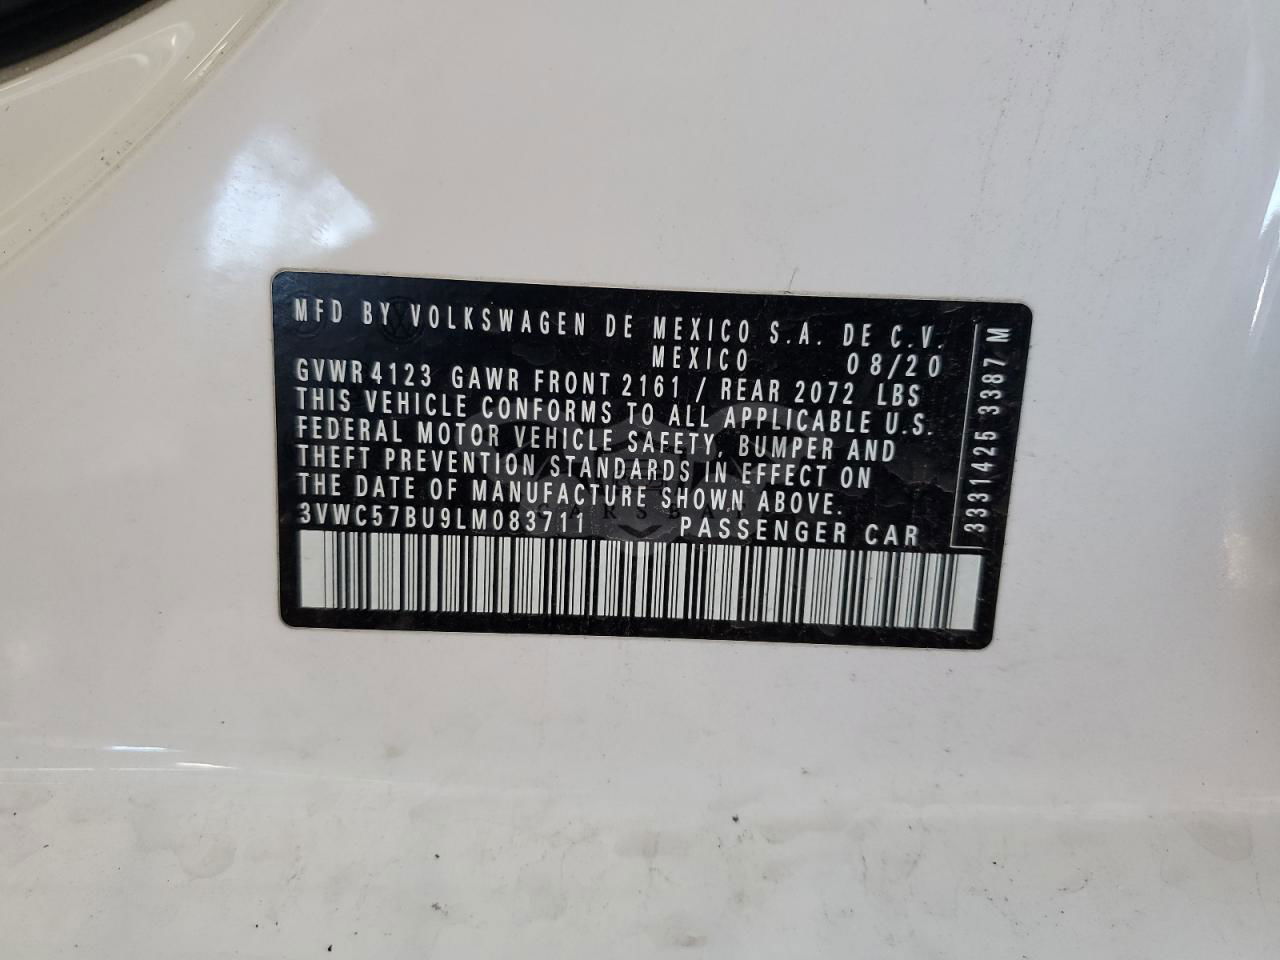 MFD BY VOLKSWAGEN DE MEXICO S.A. DE C.V.
MEXICO 08/20
GVWR 4123 GAWR FRONT 2161 / REAR 2072 LBS
THIS VEHICLE CONFORMS TO ALL APPLICABLE U.S.
FEDERAL MOTOR VEHICLE SAFETY, BUMPER AND
THEFT PREVENTION STANDARDS IN EFFECT ON
THE DATE OF MANUFACTURE SHOWN ABOVE.
3VWC57BU9LM083711 PASSENGER CAR
3331425 3387 M
CARSBAE